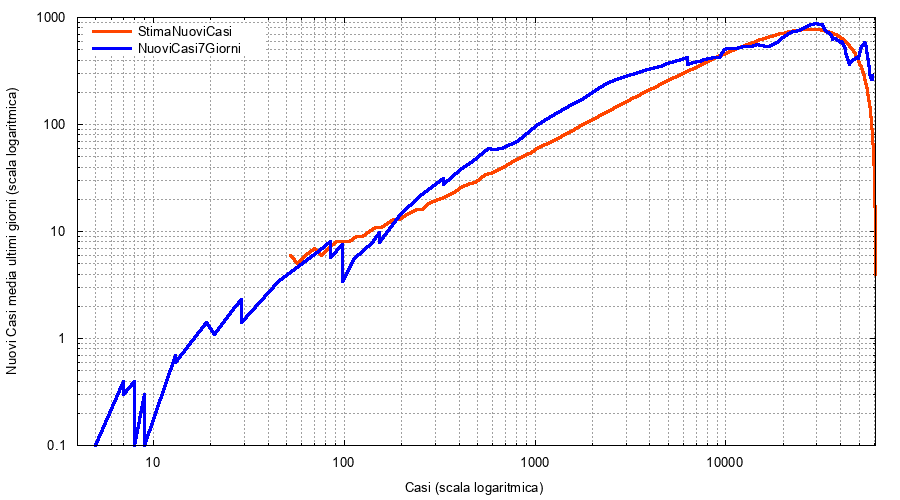 StimaNuoviCasi
NuoviCasi7Giorni
Nuovi Casi media ultimi giorni (scala logaritmica)
1000
100
10
1
0.1
10
100
1000
10000
Casi (scala logaritmica)